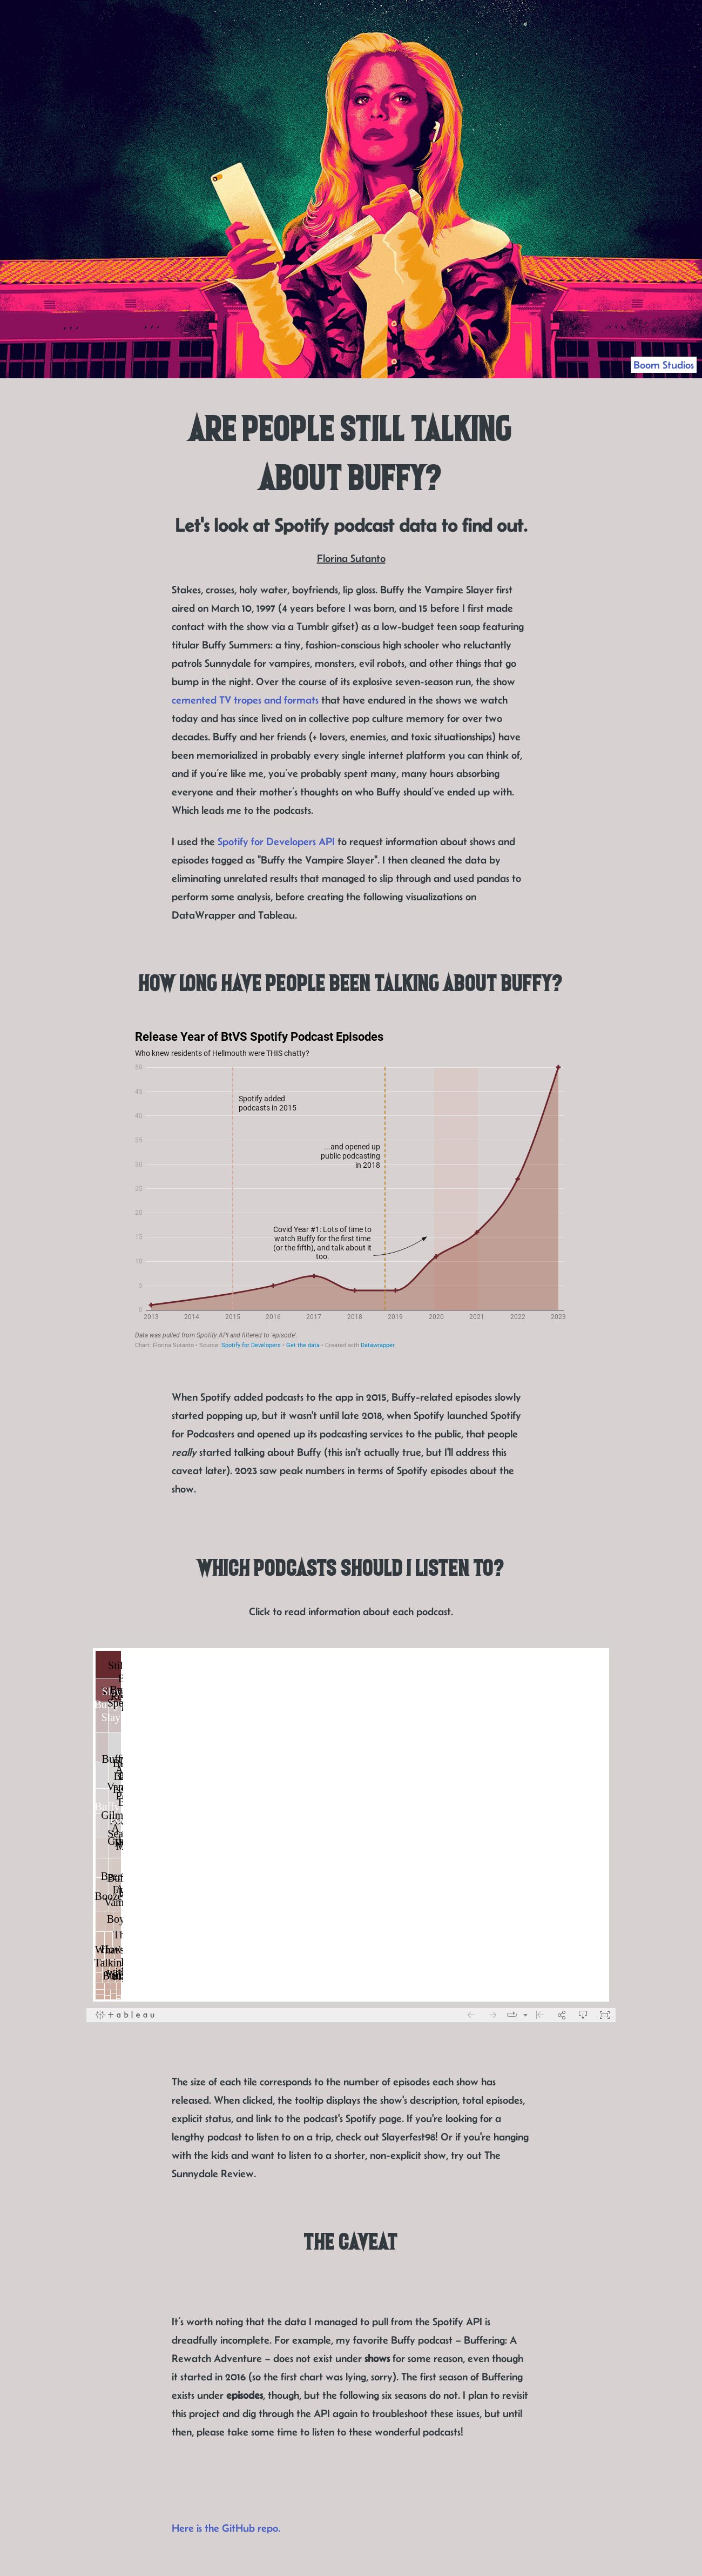 Boom Studios
ARE PEOPLE STILL TALKING
ABOUT BUFFY?
Let's look at Spotify podcast data to find out.
Florina Sutanto
Stakes, crosses, holy water, boyfriends, lip gloss. Buffy the Vampire Slayer first
aired on March 10, 1997 (4 years before I was born, and 15 before I first made
contact with the show via a Tumblr gifset) as a low-budget teen soap featuring
titular Buffy Summers: a tiny, fashion-conscious high schooler who reluctantly
patrols Sunnydale for vampires, monsters, evil robots, and other things that go
bump in the night. Over the course of its explosive seven-season run, the show
cemented TV tropes and formats that have endured in the shows we watch
today and has since lived on in collective pop culture memory for over two
decades. Buffy and her friends (+ lovers, enemies, and toxic situationships) have
been memorialized in probably every single internet platform you can think of,
and if you're like me, you've probably spent many, many hours absorbing
everyone and their mother's thoughts on who Buffy should've ended up with.
Which leads me to the podcasts.
I used the Spotify for Developers API to request information about shows and
episodes tagged as "Buffy the Vampire Slayer". I then cleaned the data by
eliminating unrelated results that managed to slip through and used pandas to
perform some analysis, before creating the following visualizations on
DataWrapper and Tableau.
HOW LONG HAVE PEOPLE BEEN TALKING ABOUT BUFFY?
Release Year of BtVS Spotify Podcast Episodes
Who knew residents of Hellmouth were THIS chatty?
50
45
40
35
30
25
20
15
10
5
0
Spotify added
podcasts in 2015
...and opened up
public podcasting
in 2018
Covid Year #1: Lots of time to
watch Buffy for the first time
(or the fifth), and talk about it
too.
2013 2014 2015 2016 2017 2018 2019 2020 2021 2022 2023
Data was pulled from Spotify API and filtered to 'episode'.
Chart: Florina Sutanto • Source: Spotify for Developers • Get the data • Created with Datawrapper
When Spotify added podcasts to the app in 2015, Buffy-related episodes slowly
started popping up, but it wasn't until late 2018, when Spotify launched Spotify
for Podcasters and opened up its podcasting services to the public, that people
really started talking about Buffy (this isn't actually true, but I'll address this
caveat later). 2023 saw peak numbers in terms of Spotify episodes about the
show.
WHICH PODCASTS SHOULD I LISTEN TO?
Click to read information about each podcast.
Slay
Gilm
Booze
Boy
Th
Talkin
tableau
The size of each tile corresponds to the number of episodes each show has
released. When clicked, the tooltip displays the show's description, total episodes,
explicit status, and link to the podcast's Spotify page. If you're looking for a
lengthy podcast to listen to on a trip, check out Slayerfest98! Or if you're hanging
with the kids and want to listen to a shorter, non-explicit show, try out The
Sunnydale Review.
THE CAVEAT
It's worth noting that the data I managed to pull from the Spotify API is
dreadfully incomplete. For example, my favorite Buffy podcast – Buffering: A
Rewatch Adventure – does not exist under shows for some reason, even though
it started in 2016 (so the first chart was lying, sorry). The first season of Buffering
exists under episodes, though, but the following six seasons do not. I plan to revisit
this project and dig through the API again to troubleshoot these issues, but until
then, please take some time to listen to these wonderful podcasts!
Here is the GitHub repo.